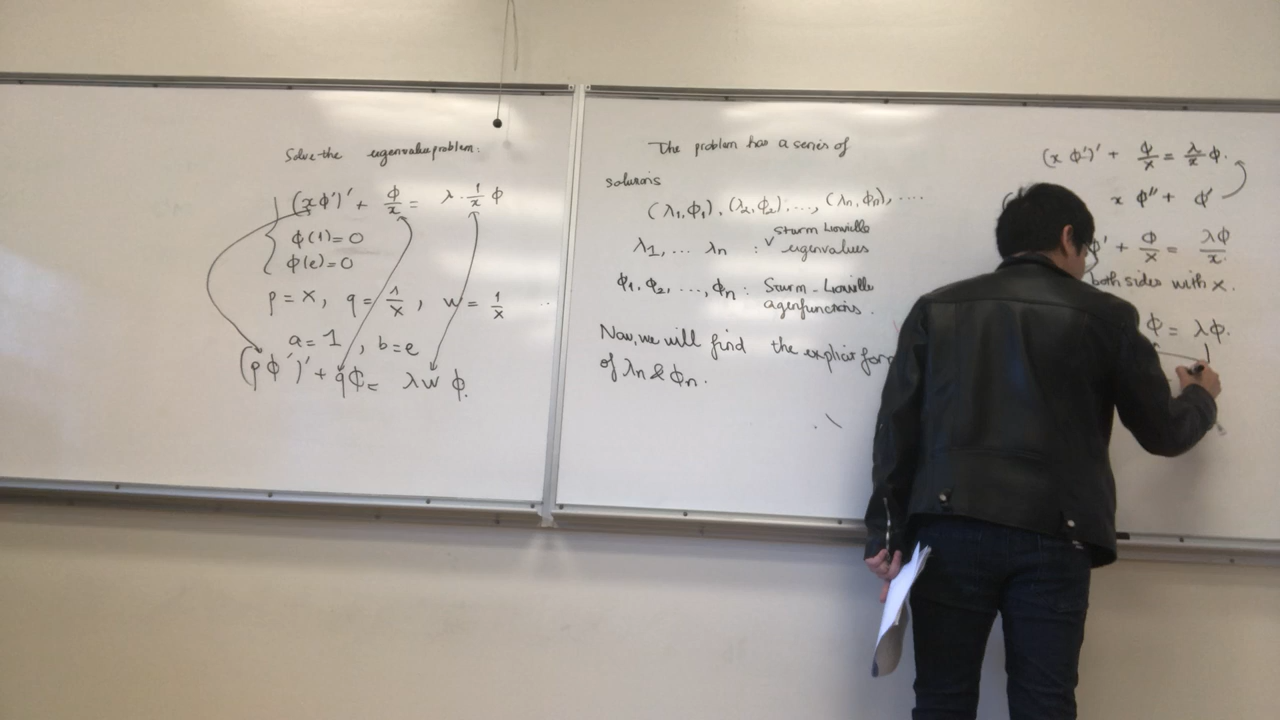 Solve the eigenvalue problem:
(xϕ')' + ϕ/x = λ · 1/x ϕ
ϕ(1)=0
ϕ(e)=0
p = x, q = 1/x, w = 1/x
a = 1, b = e
(pϕ')' + qϕ = λw ϕ.
The problem has a series of
solutions
(λ1,ϕ1), (λ2,ϕ2), ..., (λn,ϕn), ....
Sturm Liouville
λ1, ... λn : eigenvalues
ϕ1, ϕ2, ..., ϕn: Sturm-Liouville
eigenfunctions.
Now, we will find the explicit form
of λn & ϕn.
(x ϕ')' + ϕ/x = λ/x ϕ.
x ϕ'' + ϕ'
ϕ' + ϕ/x = λϕ/x.
both sides with x.
ϕ = λϕ.